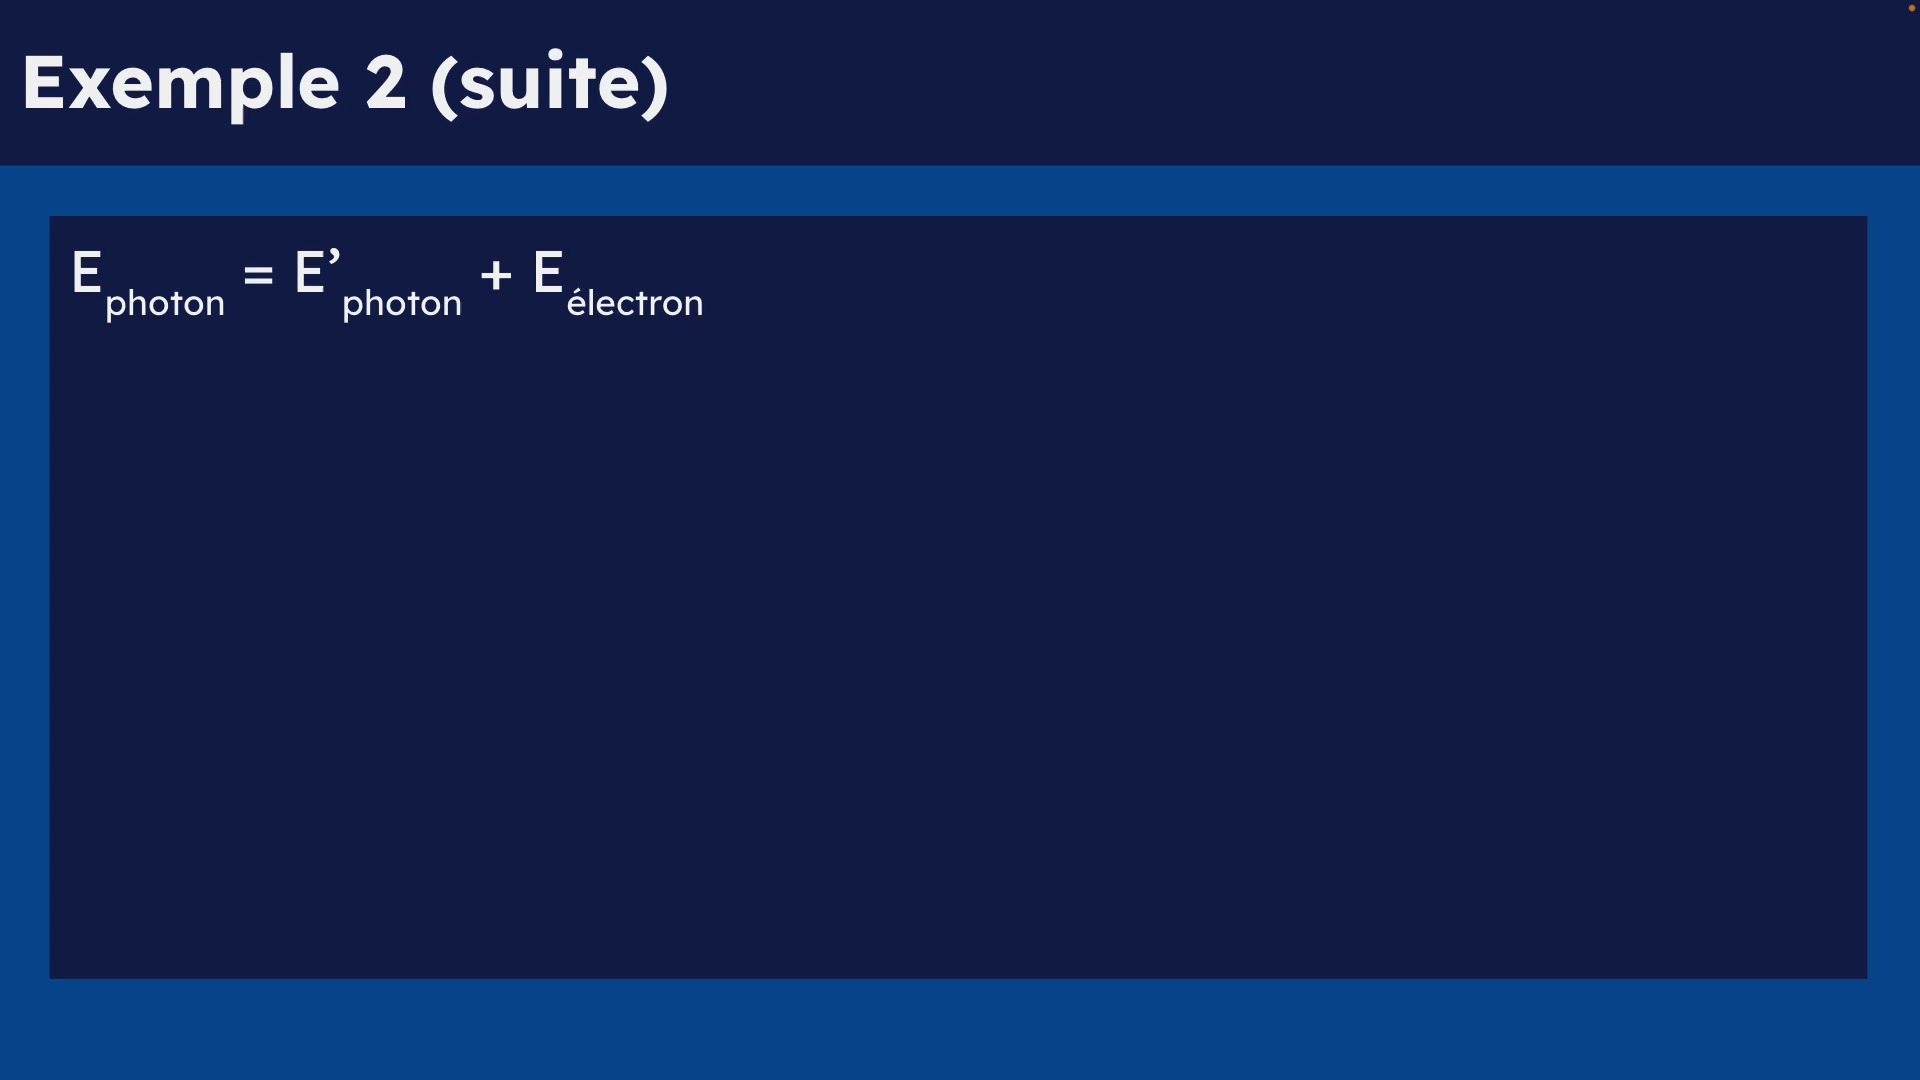 Exemple 2 (suite)
E photon = E’ photon + E électron